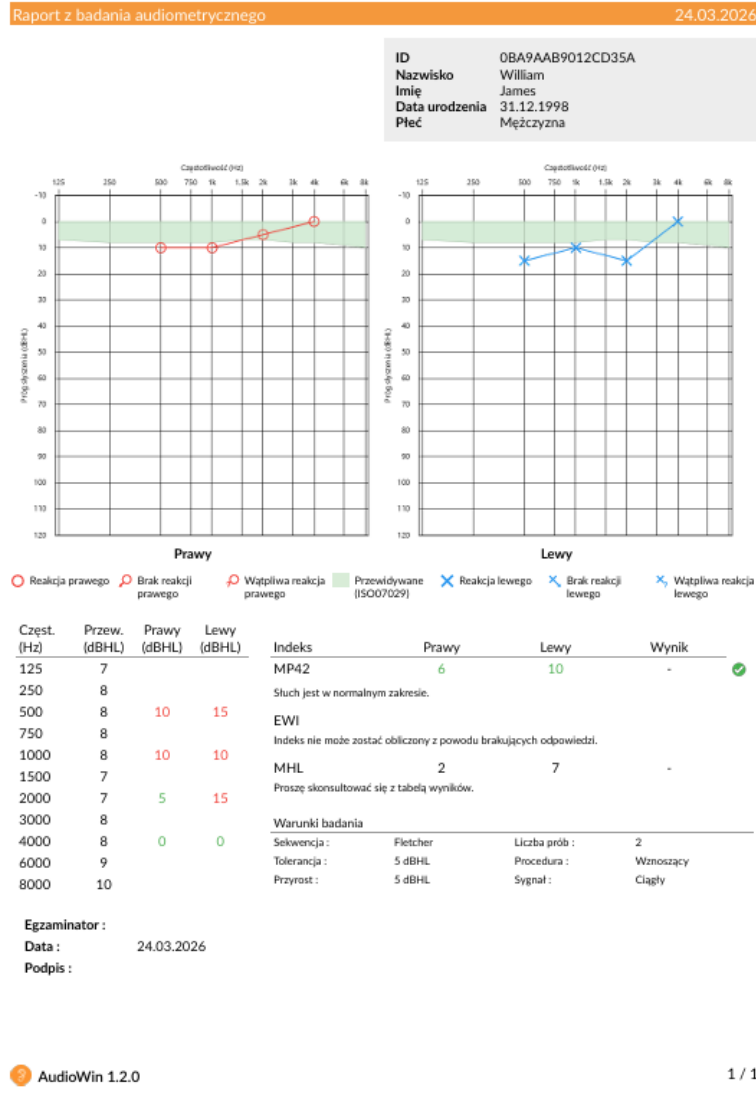 Raport z badania audiometrycznego 24.03.2026
ID 0BA9AAB9012CD35A
Nazwisko William
Imię James
Data urodzenia 31.12.1998
Płeć Mężczyzna
Częstotliwość (Hz)
125 250 500 750 1k 1.5k 2k 3k 4k 6k 8k
-10
0
10
20
30
40
50
60
70
80
90
100
110
120
Próg słyszenia (dBHL)
Prawy
Częstotliwość (Hz)
125 250 500 750 1k 1.5k 2k 3k 4k 6k 8k
-10
0
10
20
30
40
50
60
70
80
90
100
110
120
Próg słyszenia (dBHL)
Lewy
Reakcja prawego
Brak reakcji
prawego
Wątpliwa reakcja
prawego
Przewidywane
(ISO07029)
Reakcja lewego
Brak reakcji
lewego
Wątpliwa reakcja
lewego
Częst. Przew. Prawy Lewy
(Hz) (dBHL) (dBHL) (dBHL)
125 7
250 8
500 8 10 15
750 8
1000 8 10 10
1500 7
2000 7 5 15
3000 8
4000 8 0 0
6000 9
8000 10
Indeks Prawy Lewy Wynik
MP42 6 10 -
Słuch jest w normalnym zakresie.
EWI
Indeks nie może zostać obliczony z powodu brakujących odpowiedzi.
MHL 2 7 -
Proszę skonsultować się z tabelą wyników.
Warunki badania
Sekwencja : Fletcher Liczba prób : 2
Tolerancja : 5 dBHL Procedura : Wznoszący
Przyrost : 5 dBHL Sygnał : Ciągły
Egzaminator :
Data : 24.03.2026
Podpis :
AudioWin 1.2.0 1 / 1